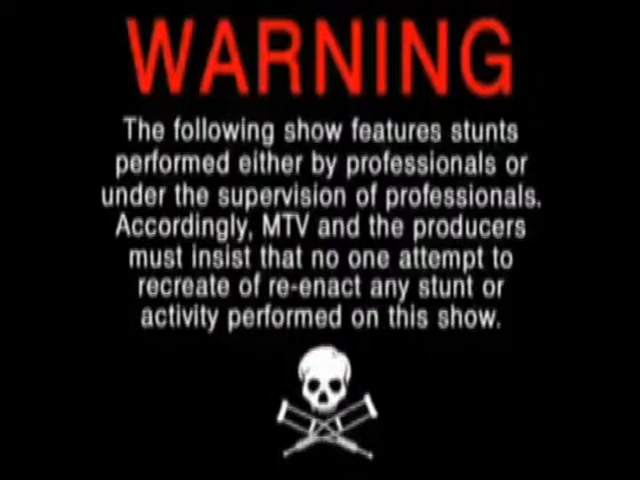 WARNING
The following show features stunts
performed either by professionals or
under the supervision of professionals.
Accordingly, MTV and the producers
must insist that no one attempt to
recreate of re-enact any stunt or
activity performed on this show.